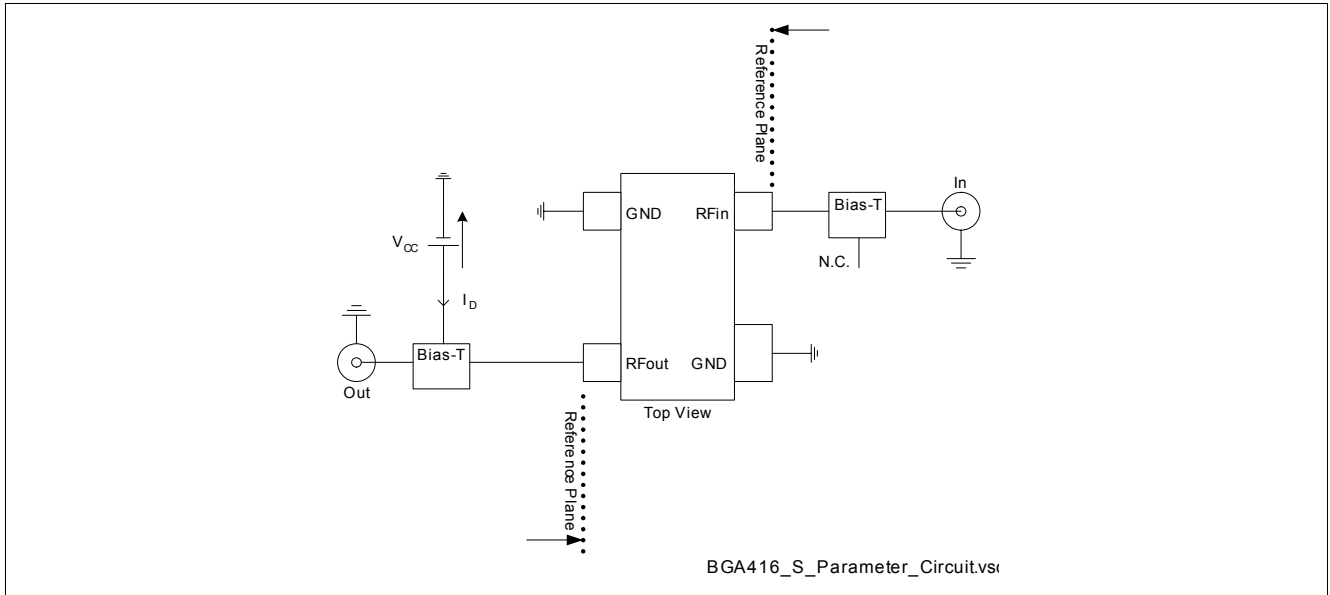 Reference Plane
In
GND
RFin
Bias-T
N.C.
VCC
ID
Bias-T
RFout
GND
Out
Top View
Reference Plane
BGA416_S_Parameter_Circuit.vsd